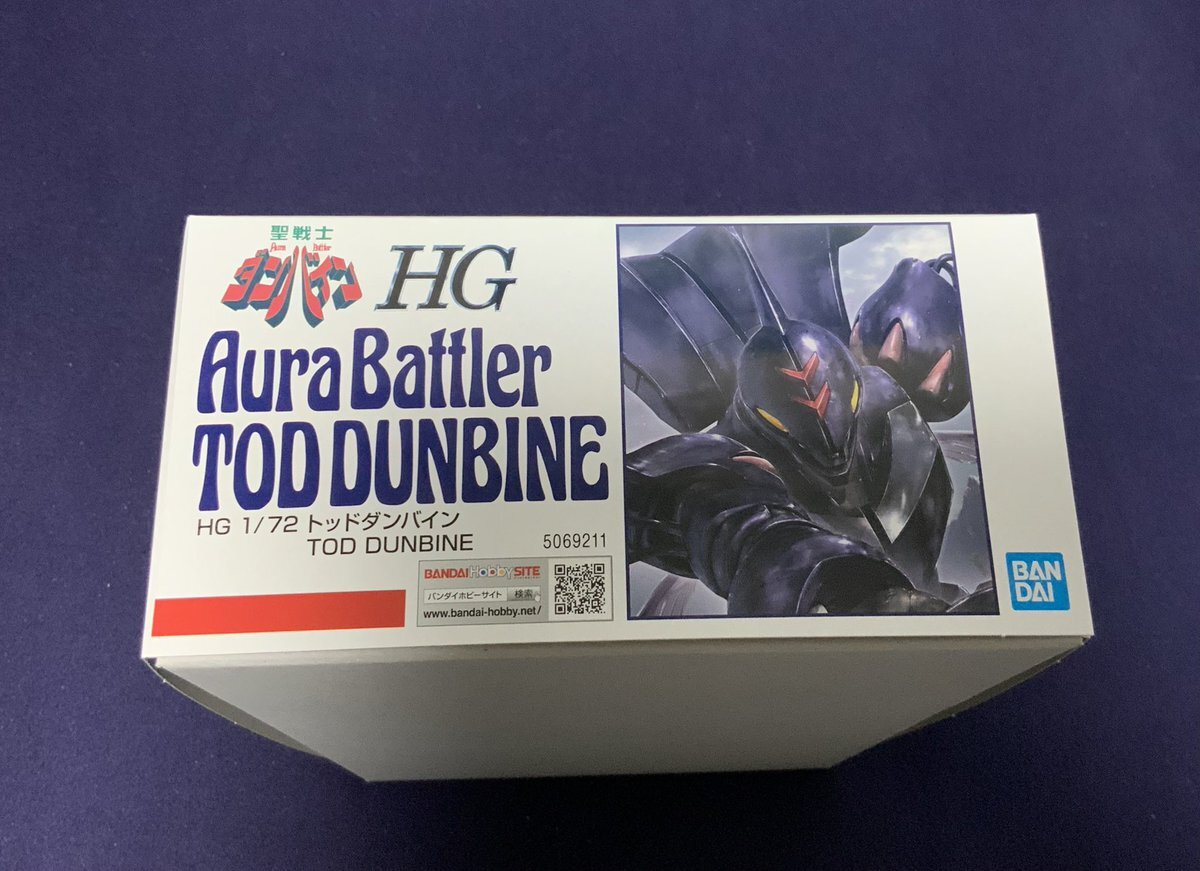 聖戦士
Aura Battler
ダンバイン
HG
Aura Battler
TOD DUNBINE
HG 1/72 トッドダンバイン
TOD DUNBINE
5069211
BANDAI Hobby SITE
バンダイホビーサイト 検索
www.bandai-hobby.net/
BAN
DAI